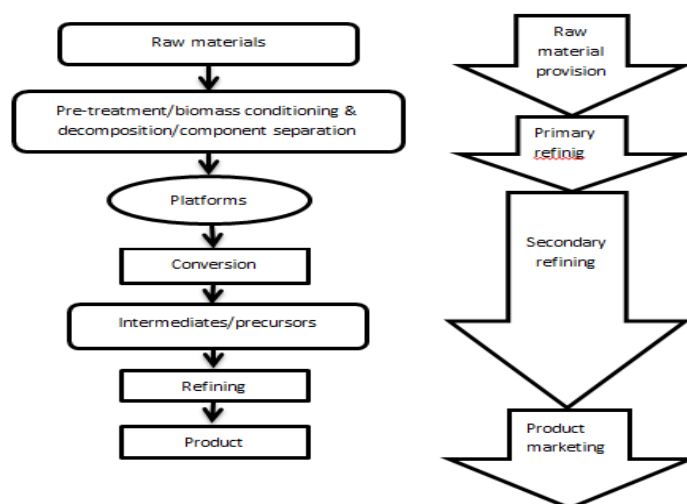 Raw materials
Pre-treatment/biomass conditioning &
decomposition/component separation
Platforms
Conversion
Intermediates/precursors
Refining
Product
Raw
material
provision
Primary
refinig
Secondary
refining
Product
marketing